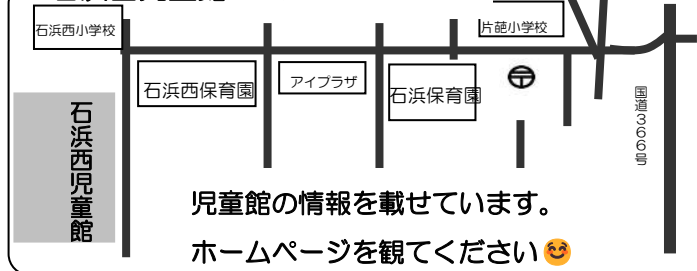 石浜西小学校
片葩小学校
石浜西保育園
アイプラザ
石浜保育園
国道366号
石浜西児童館
児童館の情報を載せています。
ホームページを観てください😊